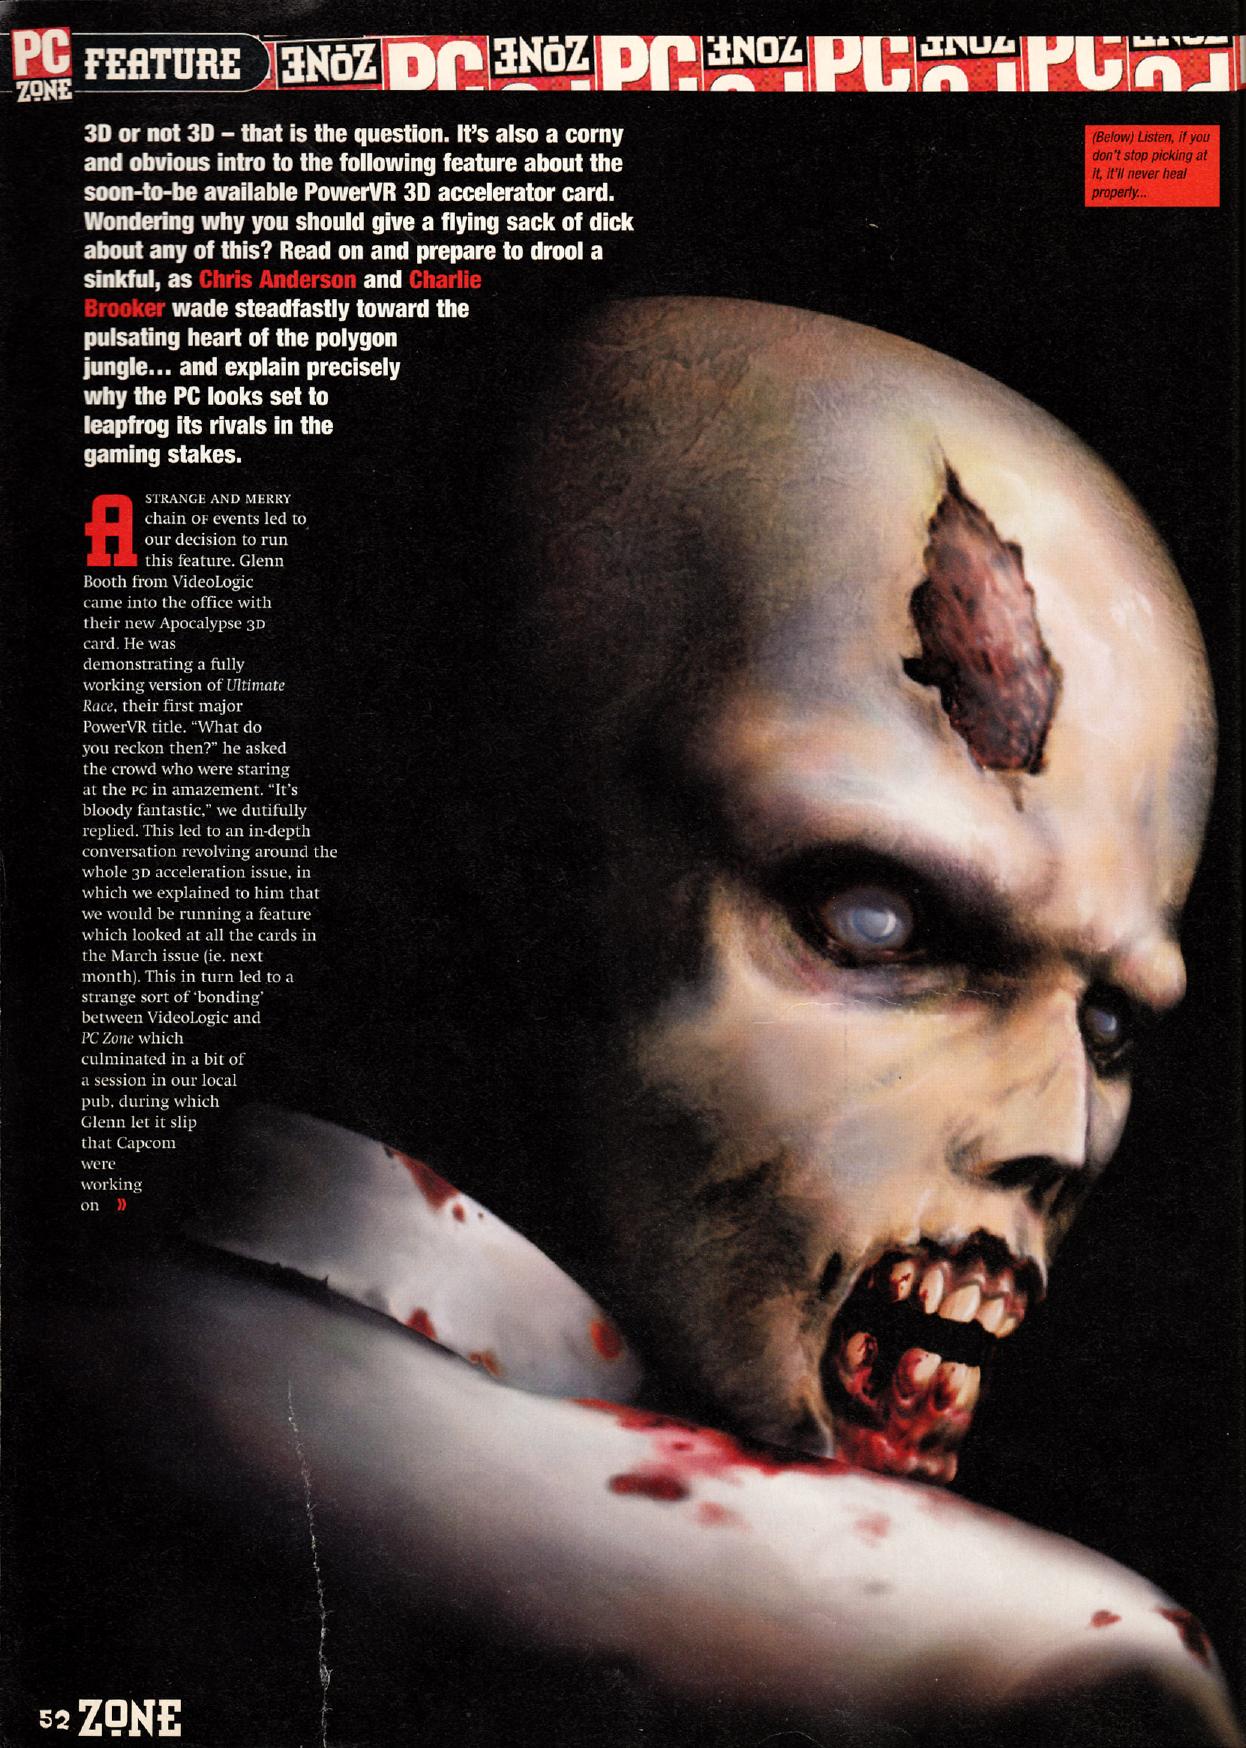 PC
ZONE
FEATURE
ZONE PC ZONE PC ZONE PC ZONE PC ZONE
3D or not 3D – that is the question. It's also a corny
and obvious intro to the following feature about the
soon-to-be available PowerVR 3D accelerator card.
Wondering why you should give a flying sack of dick
about any of this? Read on and prepare to drool a
sinkful, as Chris Anderson and Charlie
Brooker wade steadfastly toward the
pulsating heart of the polygon
jungle... and explain precisely
why the PC looks set to
leapfrog its rivals in the
gaming stakes.
(Below) Listen, if you
don't stop picking at
it, it'll never heal
properly...
A STRANGE AND MERRY
chain OF events led to
our decision to run
this feature. Glenn
Booth from VideoLogic
came into the office with
their new Apocalypse 3D
card. He was
demonstrating a fully
working version of Ultimate
Race, their first major
PowerVR title. “What do
you reckon then?” he asked
the crowd who were staring
at the PC in amazement. “It's
bloody fantastic,” we dutifully
replied. This led to an in-depth
conversation revolving around the
whole 3D acceleration issue, in
which we explained to him that
we would be running a feature
which looked at all the cards in
the March issue (ie. next
month). This in turn led to a
strange sort of ‘bonding’
between VideoLogic and
PC Zone which
culminated in a bit of
a session in our local
pub, during which
Glenn let it slip
that Capcom
were
working
on »
52 ZONE